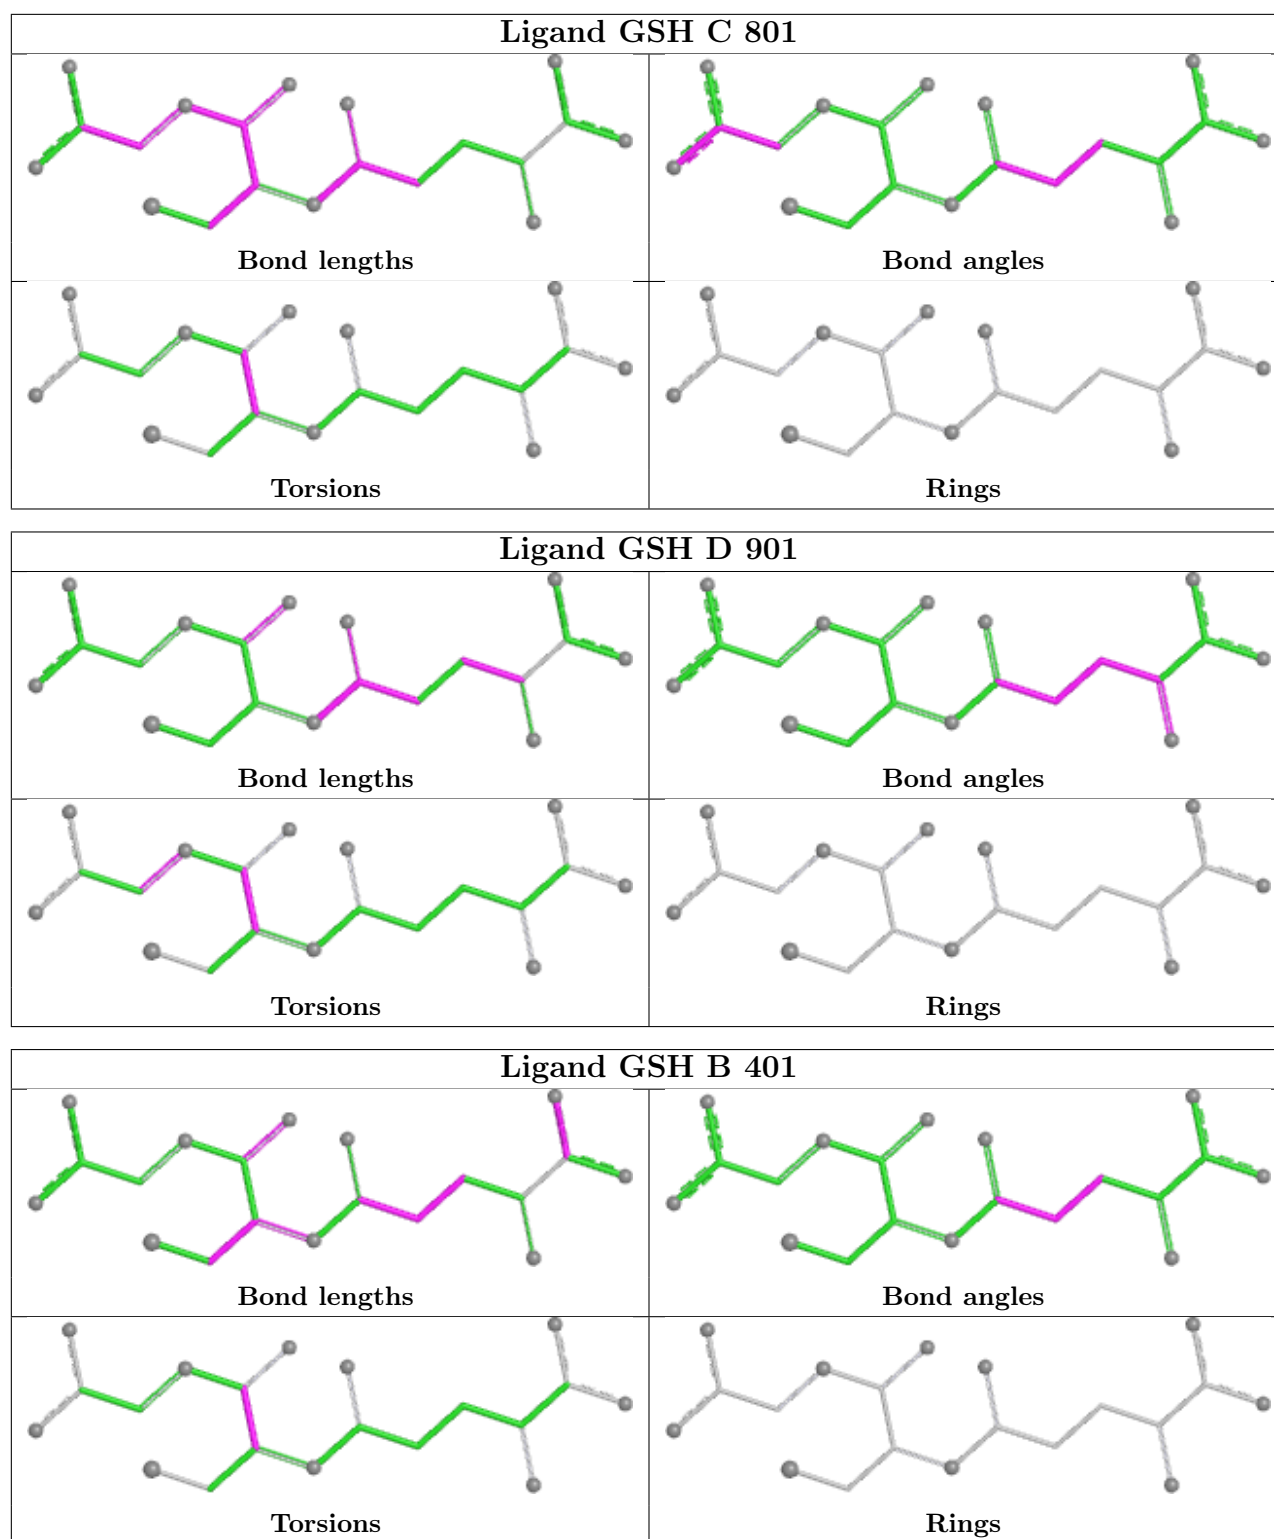 Ligand GSH C 801
Bond lengths
Bond angles
Torsions
Rings
Ligand GSH D 901
Bond lengths
Bond angles
Torsions
Rings
Ligand GSH B 401
Bond lengths
Bond angles
Torsions
Rings